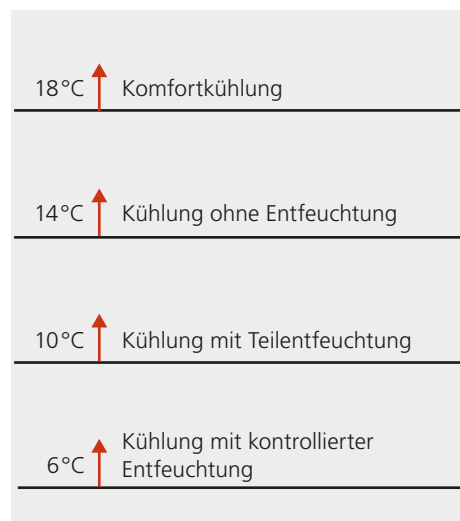 18°C Komfortkühlung
14°C Kühlung ohne Entfeuchtung
10°C Kühlung mit Teilentfeuchtung
Kühlung mit kontrollierter
6°C Entfeuchtung